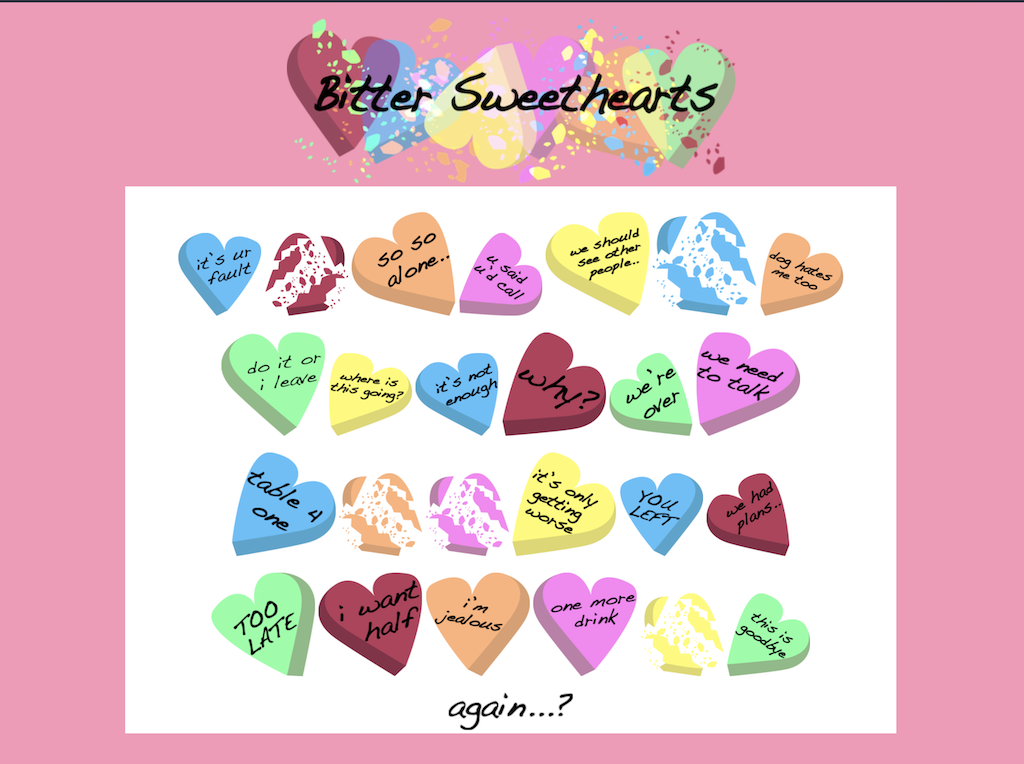 Bitter Sweethearts
it's ur
fault
so so
alone..
u said
u'd call
we should
see other
people..
dog hates
me too
do it or
i leave
where is
this going?
it's not
enough
why?
we're
over
we need
to talk
table 4
one
it's only
getting
worse
YOU
LEFT
we had
plans..
TOO
LATE
i want
half
i'm
jealous
one more
drink
this is
goodbye
again...?